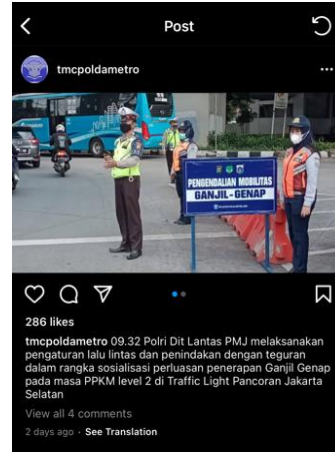 Post
tmcpoldametro
PENGENDALIAN MOBILITAS
GANJIL-GENAP
286 likes
tmcpoldametro 09.32 Polri Dit Lantas PMJ melaksanakan
pengaturan lalu lintas dan penindakan dengan teguran
dalam rangka sosialisasi perluasan penerapan Ganjil Genap
pada masa PPKM level 2 di Traffic Light Pancoran Jakarta
Selatan
View all 4 comments
2 days ago · See Translation